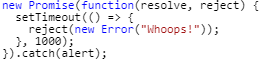 new Promise(function(resolve, reject) {
  setTimeout(() => {
    reject(new Error("Whoops!"));
  }, 1000);
}).catch(alert);